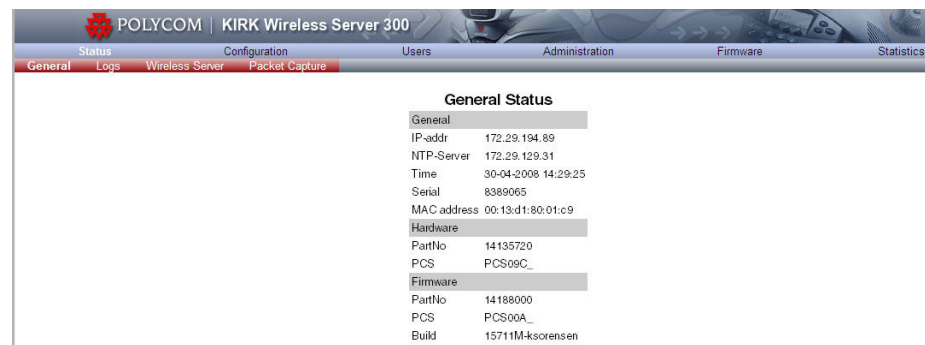 POLYCOM | KIRK Wireless Server 300
Status Configuration Users Administration Firmware Statistics
General Logs Wireless Server Packet Capture
General Status
General
IP-addr 172.29.194.89
NTP-Server 172.29.129.31
Time 30-04-2008 14:29:25
Serial 8389065
MAC address 00:13:d1:80:01:c9
Hardware
PartNo 14135720
PCS PCS09C_
Firmware
PartNo 14188000
PCS PCS00A_
Build 15711M-ksorensen